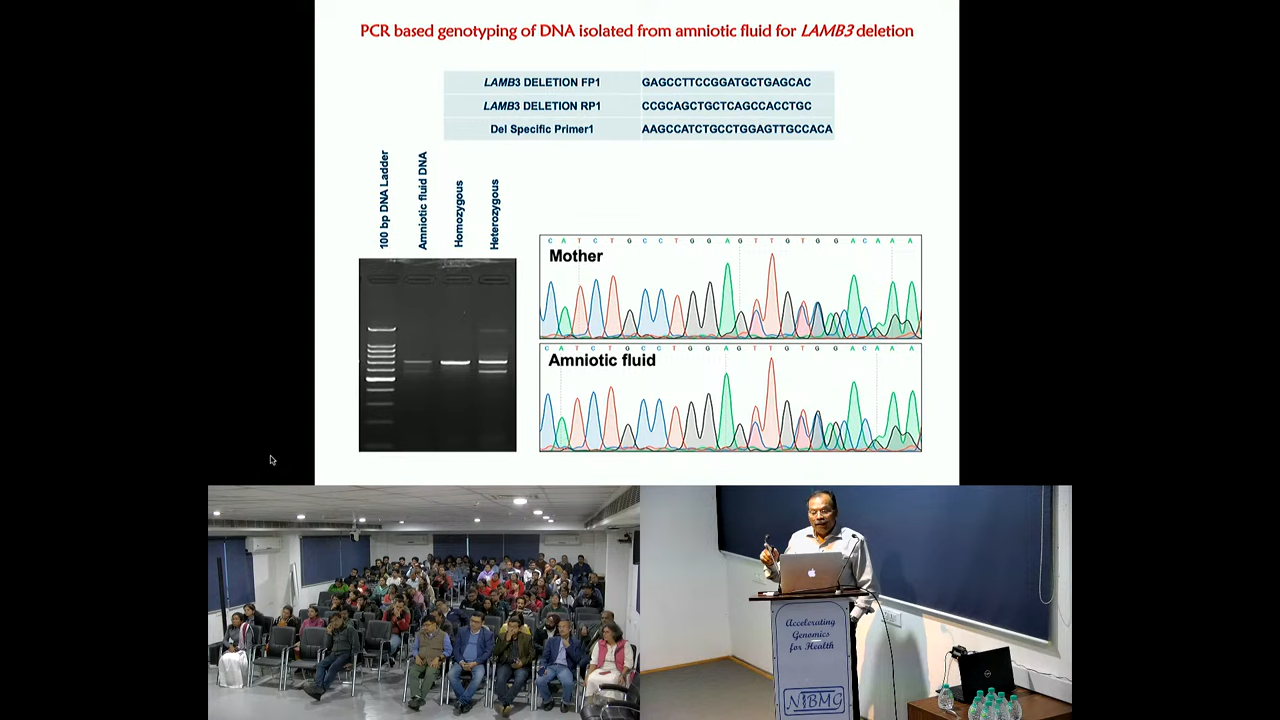 PCR based genotyping of DNA isolated from amniotic fluid for LAMB3 deletion
LAMB3 DELETION FP1 GAGCCTTCCGGATGCTGAGCAC
LAMB3 DELETION RP1 CCGCAGCTGCTCAGCCACCTGC
Del Specific Primer1 AAGCCATCTGCCTGGAGTTGCCACA
100 bp DNA Ladder
Amniotic fluid DNA
Homozygous
Heterozygous
C A T C T G C C T G G A G T T G T G G A C A A A
Mother
C A T C T G C C T G G A G T T G T G G A C A A A
Amniotic fluid
Accelerating
Genomics
for Health
NIBMG